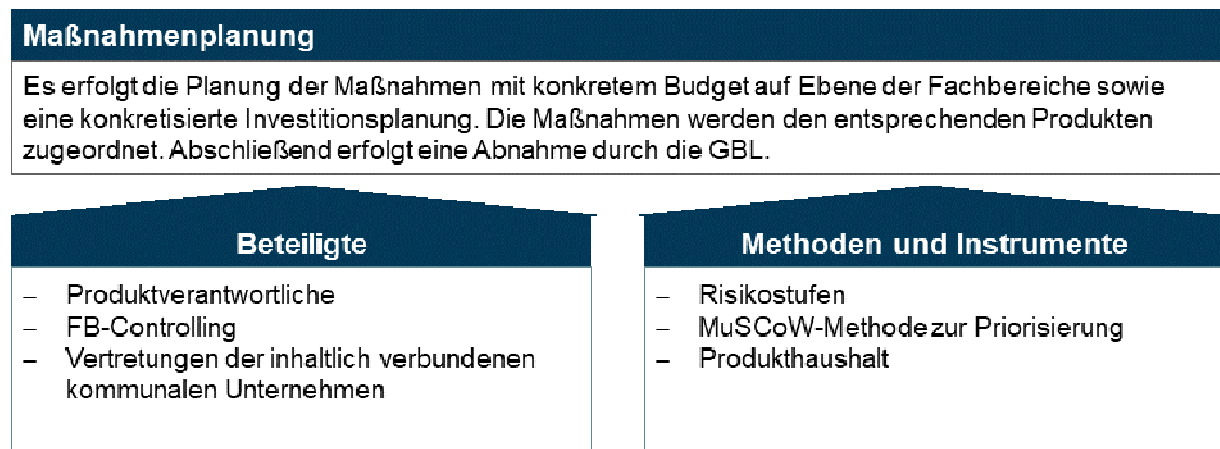 Maßnahmenplanung
Es erfolgt die Planung der Maßnahmen mit konkretem Budget auf Ebene der Fachbereiche sowie
eine konkretisierte Investitionsplanung. Die Maßnahmen werden den entsprechenden Produkten
zugeordnet. Abschließend erfolgt eine Abnahme durch die GBL.
Beteiligte
– Produktverantwortliche
– FB-Controlling
– Vertretungen der inhaltlich verbundenen
kommunalen Unternehmen
Methoden und Instrumente
– Risikostufen
– MuSCoW-Methode zur Priorisierung
– Produkthaushalt